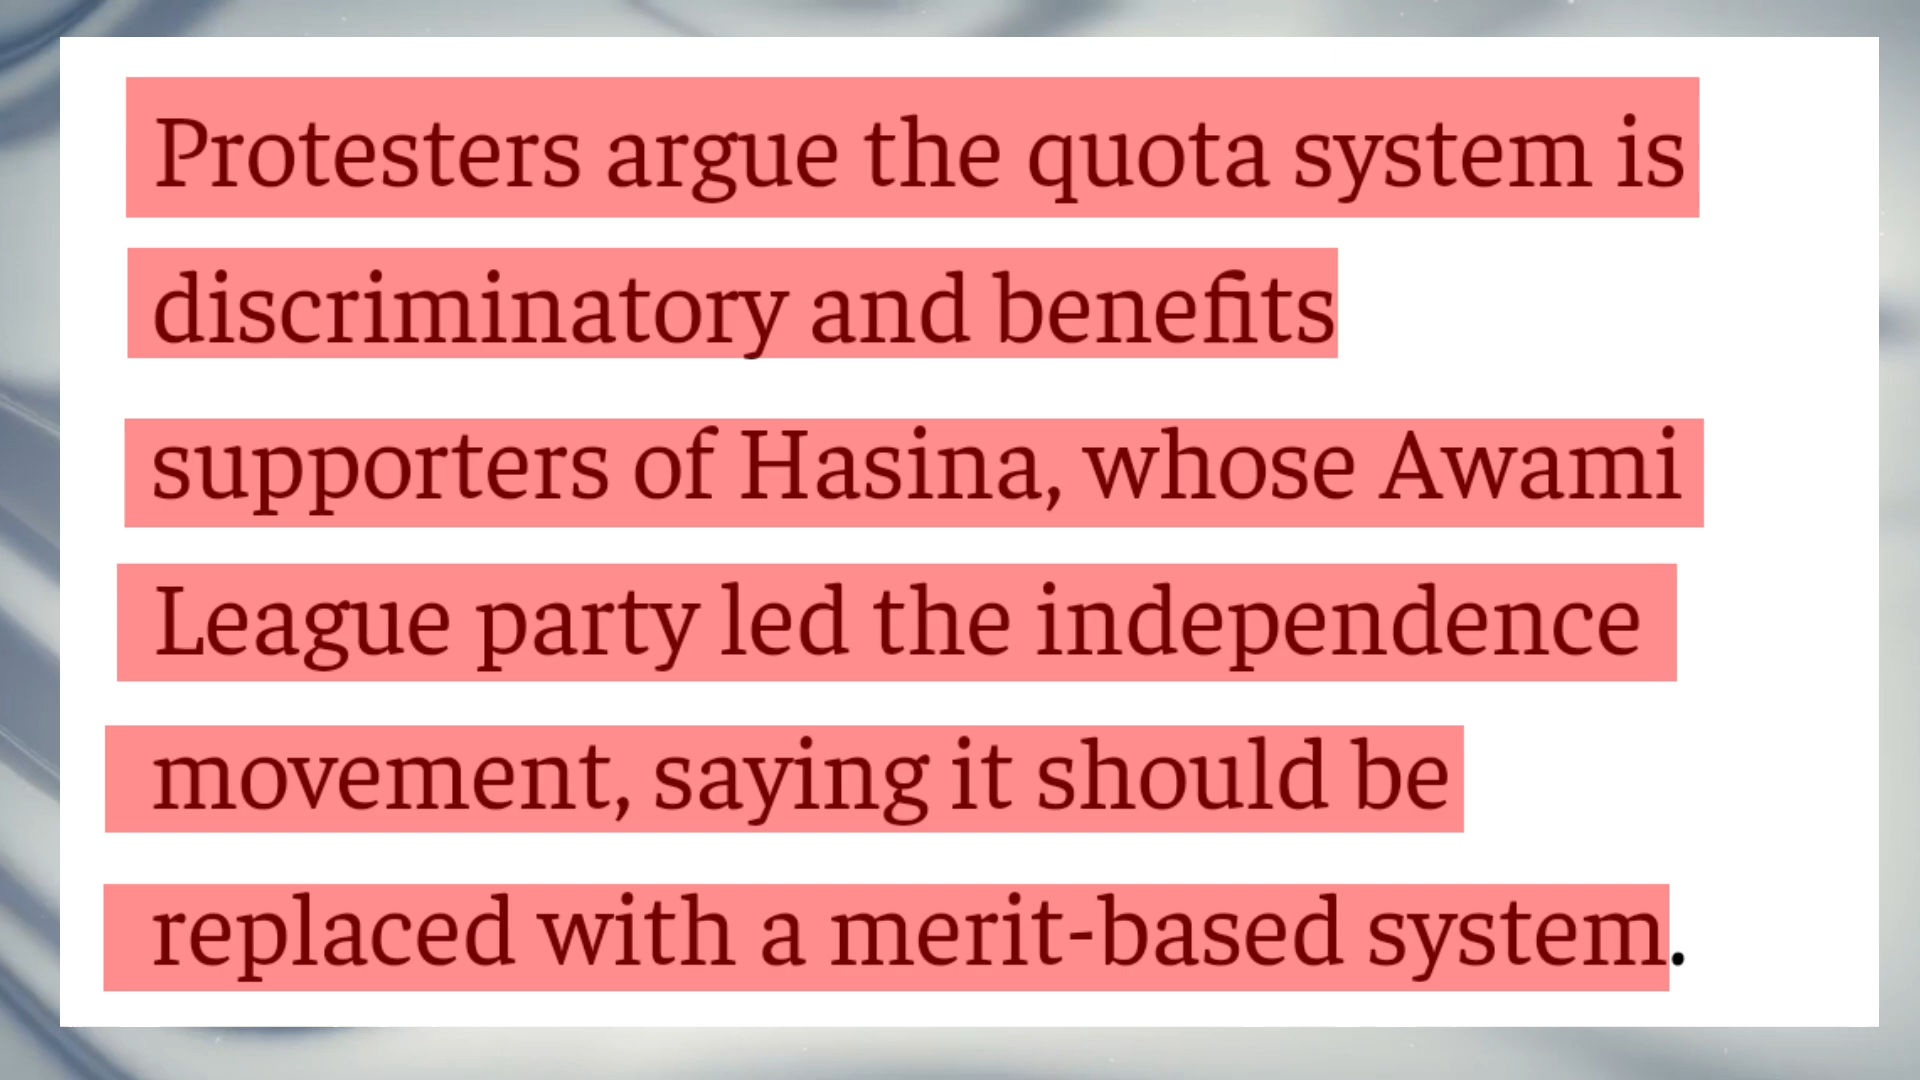 Protesters argue the quota system is
discriminatory and benefits
supporters of Hasina, whose Awami
League party led the independence
movement, saying it should be
replaced with a merit-based system.